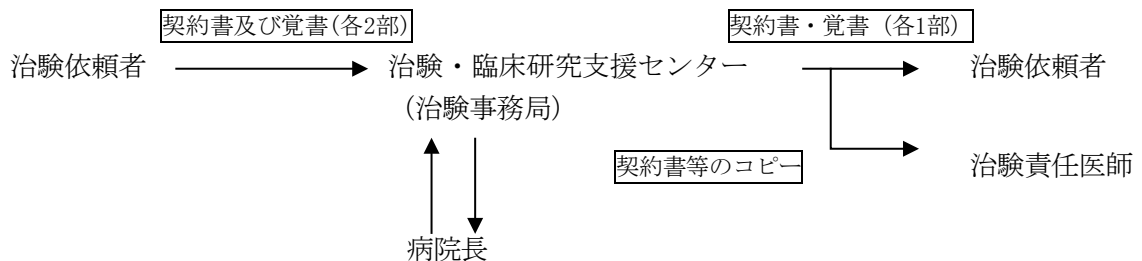 契約書及び覚書(各2部)
契約書・覚書（各1部）
治験依頼者
治験・臨床研究支援センター
治験依頼者
（治験事務局）
契約書等のコピー
治験責任医師
病院長